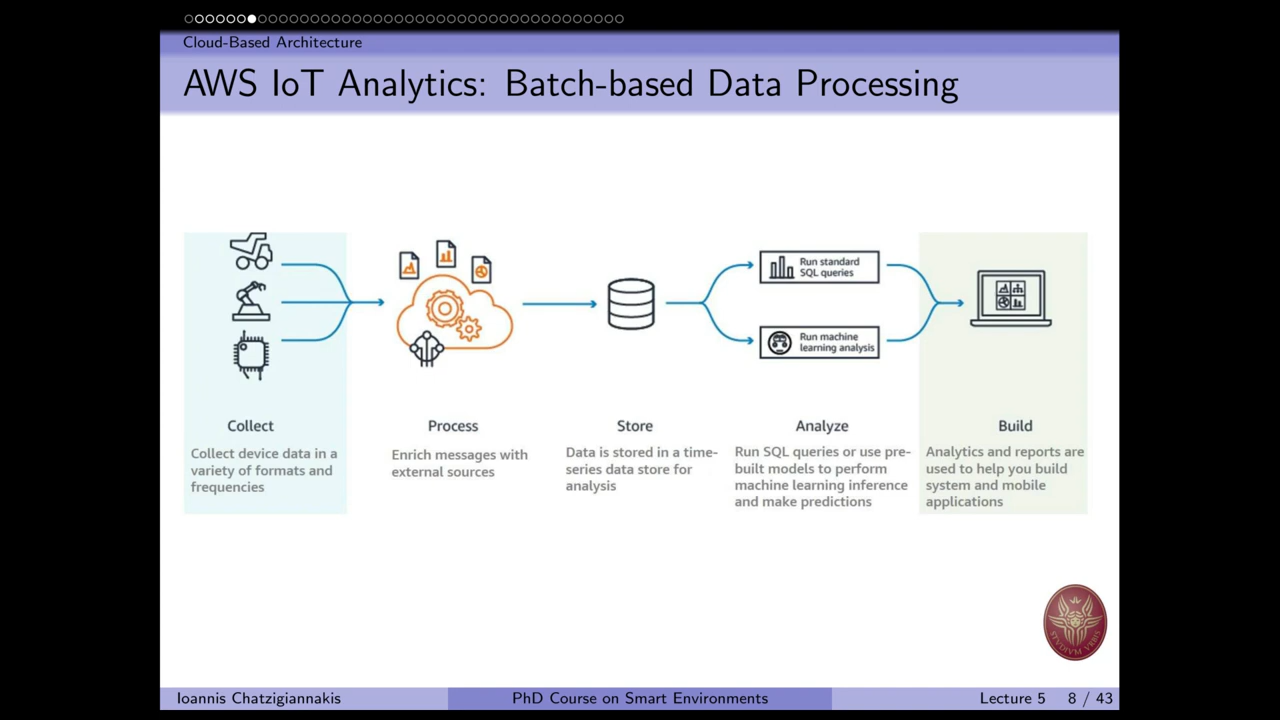 Cloud-Based Architecture
AWS IoT Analytics: Batch-based Data Processing
Run standard
SQL queries
Run machine
learning analysis
Collect
Collect device data in a
variety of formats and
frequencies
Process
Enrich messages with
external sources
Store
Data is stored in a time-
series data store for
analysis
Analyze
Run SQL queries or use pre-
built models to perform
machine learning inference
and make predictions
Build
Analytics and reports are
used to help you build
system and mobile
applications
STVDIVM VRBIS
Ioannis Chatzigiannakis
PhD Course on Smart Environments
Lecture 5 8 / 43